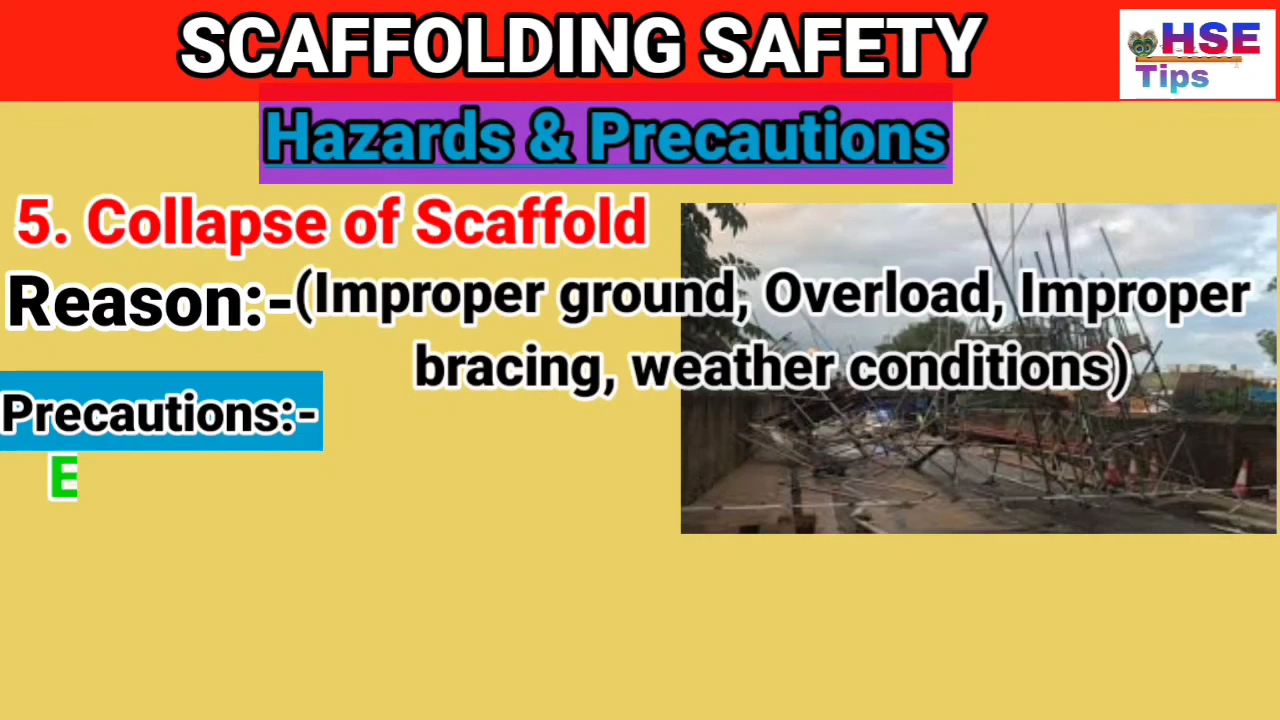 SCAFFOLDING SAFETY
HSE
Tips
Hazards & Precautions
5. Collapse of Scaffold
Reason:-(Improper ground, Overload, Improper
bracing, weather conditions)
Precautions:-
E